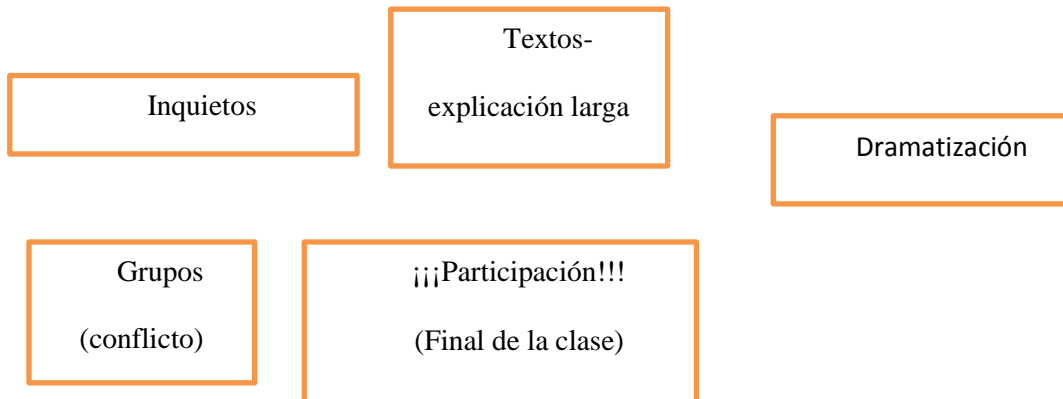 Inquietos
Textos-
explicación larga
Dramatización
Grupos
(conflicto)
¡¡¡Participación!!!
(Final de la clase)